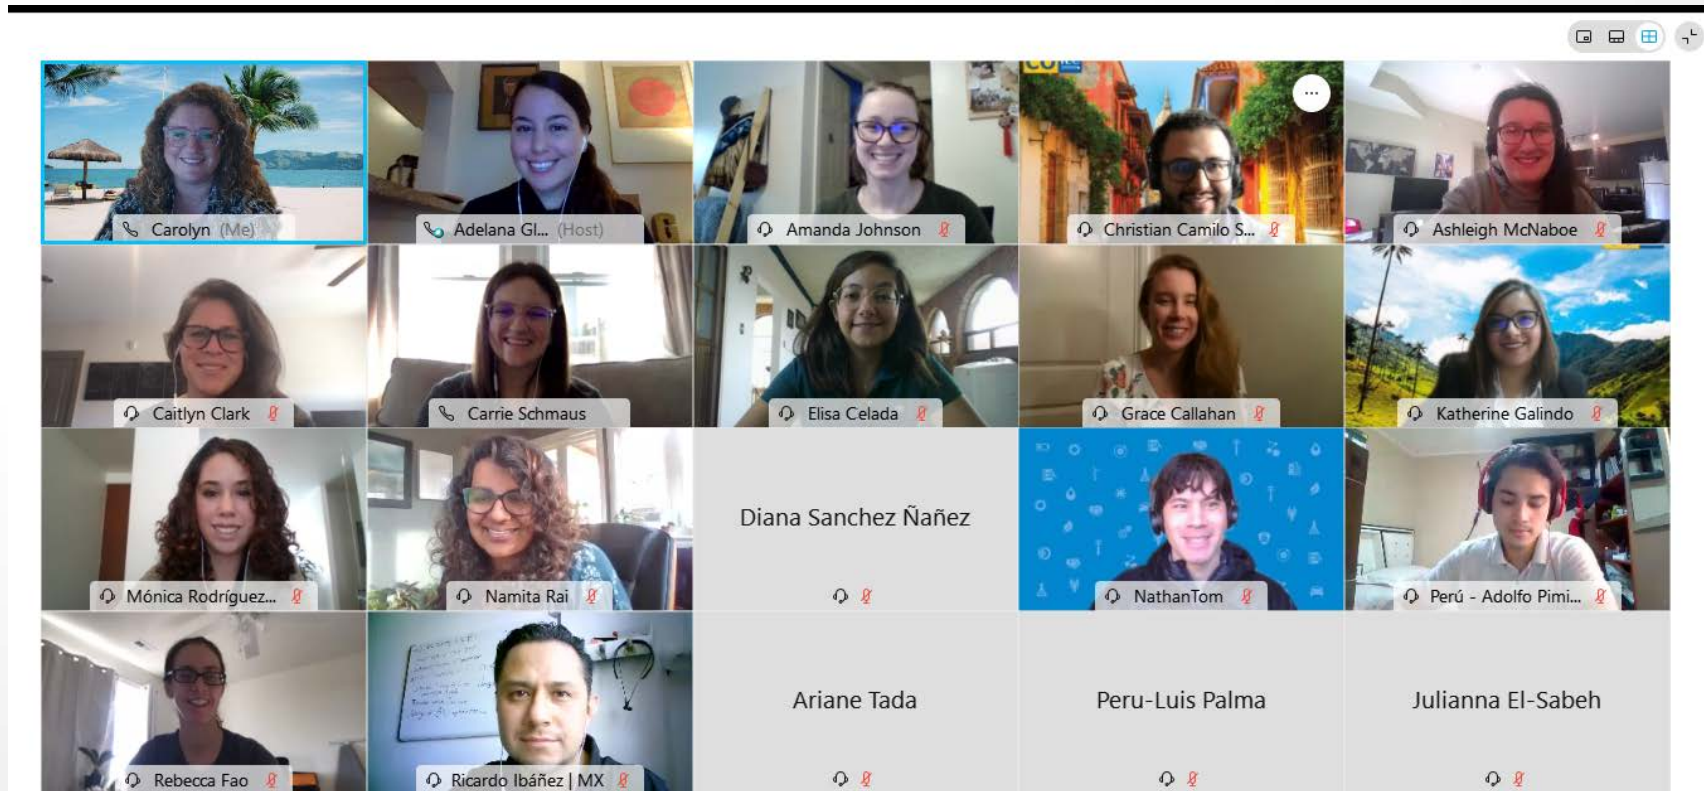 Carolyn (Me)
Adelana Gl... (Host)
Amanda Johnson
Christian Camilo S...
Ashleigh McNaboe
Caitlyn Clark
Carrie Schmaus
Elisa Celada
Grace Callahan
Katherine Galindo
Mónica Rodríguez...
Namita Rai
Diana Sanchez Ñañez
NathanTom
Perú - Adolfo Pimi...
Rebecca Fao
Ricardo Ibáñez | MX
Ariane Tada
Peru-Luis Palma
Julianna El-Sabeh